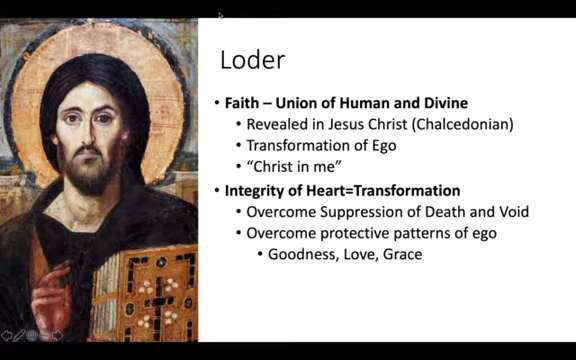 Loder
• Faith – Union of Human and Divine
• Revealed in Jesus Christ (Chalcedonian)
• Transformation of Ego
• “Christ in me”
• Integrity of Heart=Transformation
• Overcome Suppression of Death and Void
• Overcome protective patterns of ego
• Goodness, Love, Grace